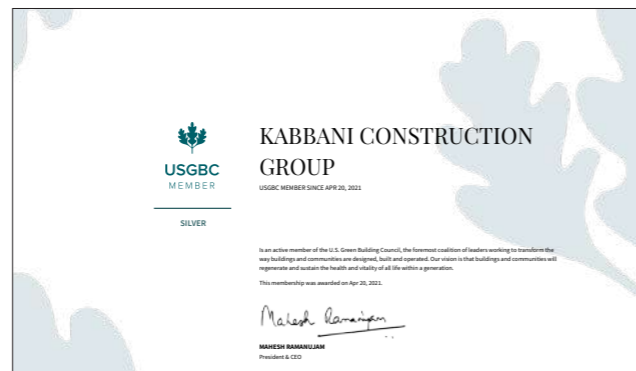 USGBC
MEMBER
SILVER
KABBANI CONSTRUCTION
GROUP
USGBC MEMBER SINCE APR 20, 2021
Is an active member of the U.S. Green Building Council, the foremost coalition of leaders working to transform the
way buildings and communities are designed, built and operated. Our vision is that buildings and communities will
regenerate and sustain the health and vitality of all life within a generation.
This membership was awarded on Apr 20, 2021.
Mahesh Ramanujam
MAHESH RAMANUJAM
President & CEO